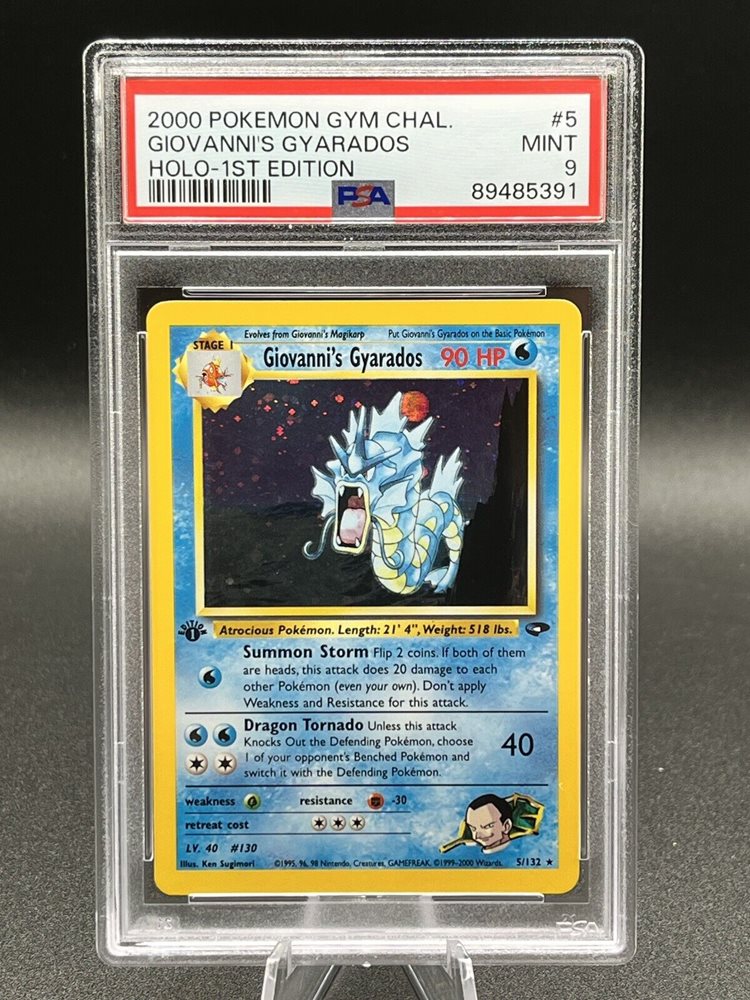 2000 POKEMON GYM CHAL. #5
GIOVANNI'S GYARADOS MINT
HOLO-1ST EDITION 9
PSA 89485391
Evolves from Giovanni's Magikarp Put Giovanni's Gyarados on the Basic Pokémon
STAGE 1
Giovanni's Gyarados 90 HP
EDITION
1
Atrocious Pokémon. Length: 21' 4", Weight: 518 lbs.
Summon Storm Flip 2 coins. If both of them
are heads, this attack does 20 damage to each
other Pokémon (even your own). Don't apply
Weakness and Resistance for this attack.
Dragon Tornado Unless this attack
Knocks Out the Defending Pokémon, choose
1 of your opponent's Benched Pokémon and
switch it with the Defending Pokémon.
40
weakness resistance -30
retreat cost
LV. 40 #130
Illus. Ken Sugimori ©1995, 96, 98 Nintendo, Creatures, GAMEFREAK. ©1999-2000 Wizards. 5/132 ★
PSA